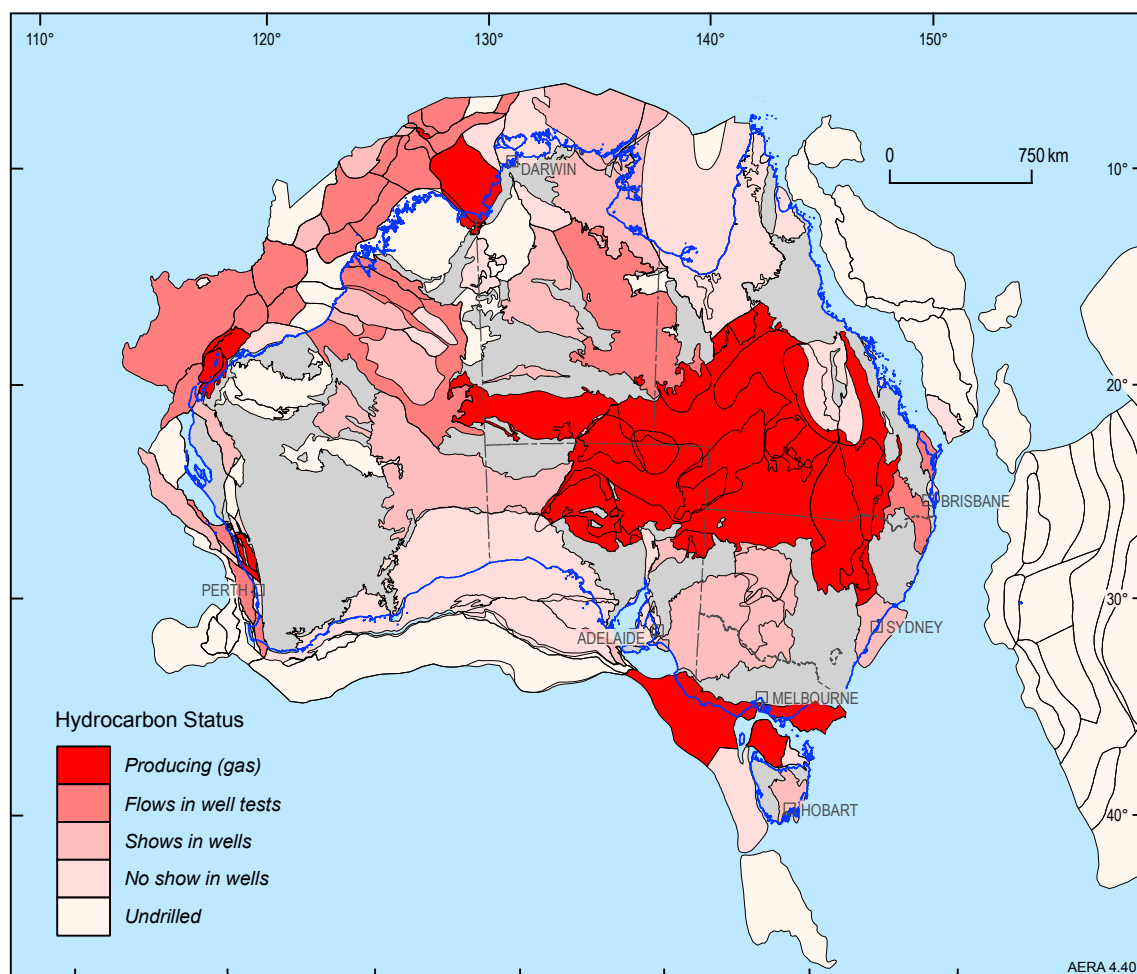 110°
120°
130°
140°
150°
0
750 km
10°
DARWIN
20°
BRISBANE
PERTH
30°
ADELAIDE
SYDNEY
MELBOURNE
Hydrocarbon Status
Producing (gas)
Flows in well tests
Shows in wells
HOBART
40°
No show in wells
Undrilled
AERA 4.40